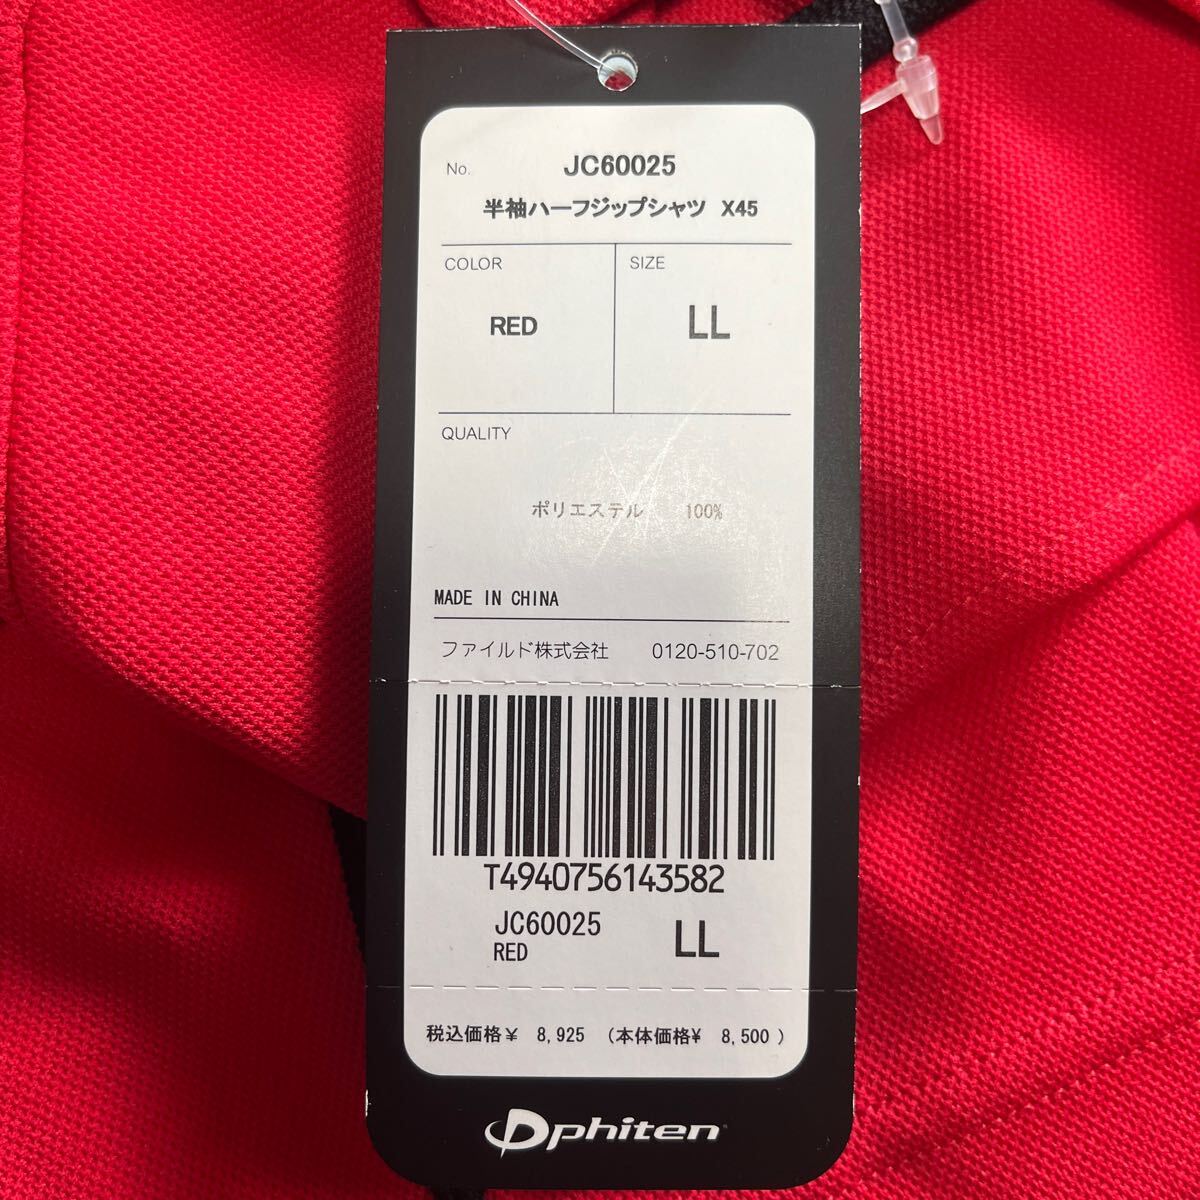 No. JC60025
半袖ハーフジップシャツ X45
COLOR SIZE
RED LL
QUALITY
ポリエステル 100%
MADE IN CHINA
ファイルド株式会社 0120-510-702
T4940756143582
JC60025 LL
RED
税込価格¥ 8,925 (本体価格¥ 8,500 )
phiten